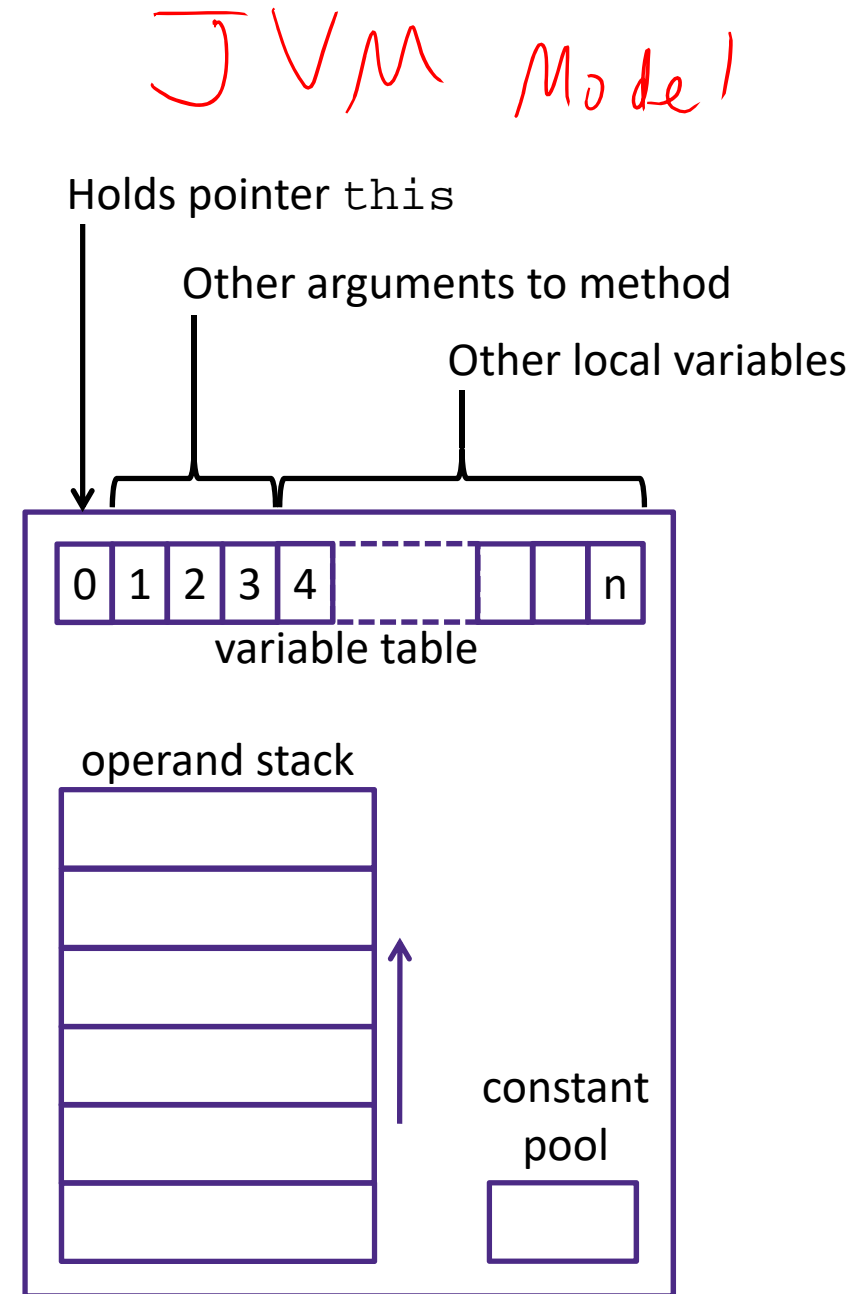 JVM Model
Holds pointer this
Other arguments to method
Other local variables
0 1 2 3 4 n
variable table
operand stack
constant
pool